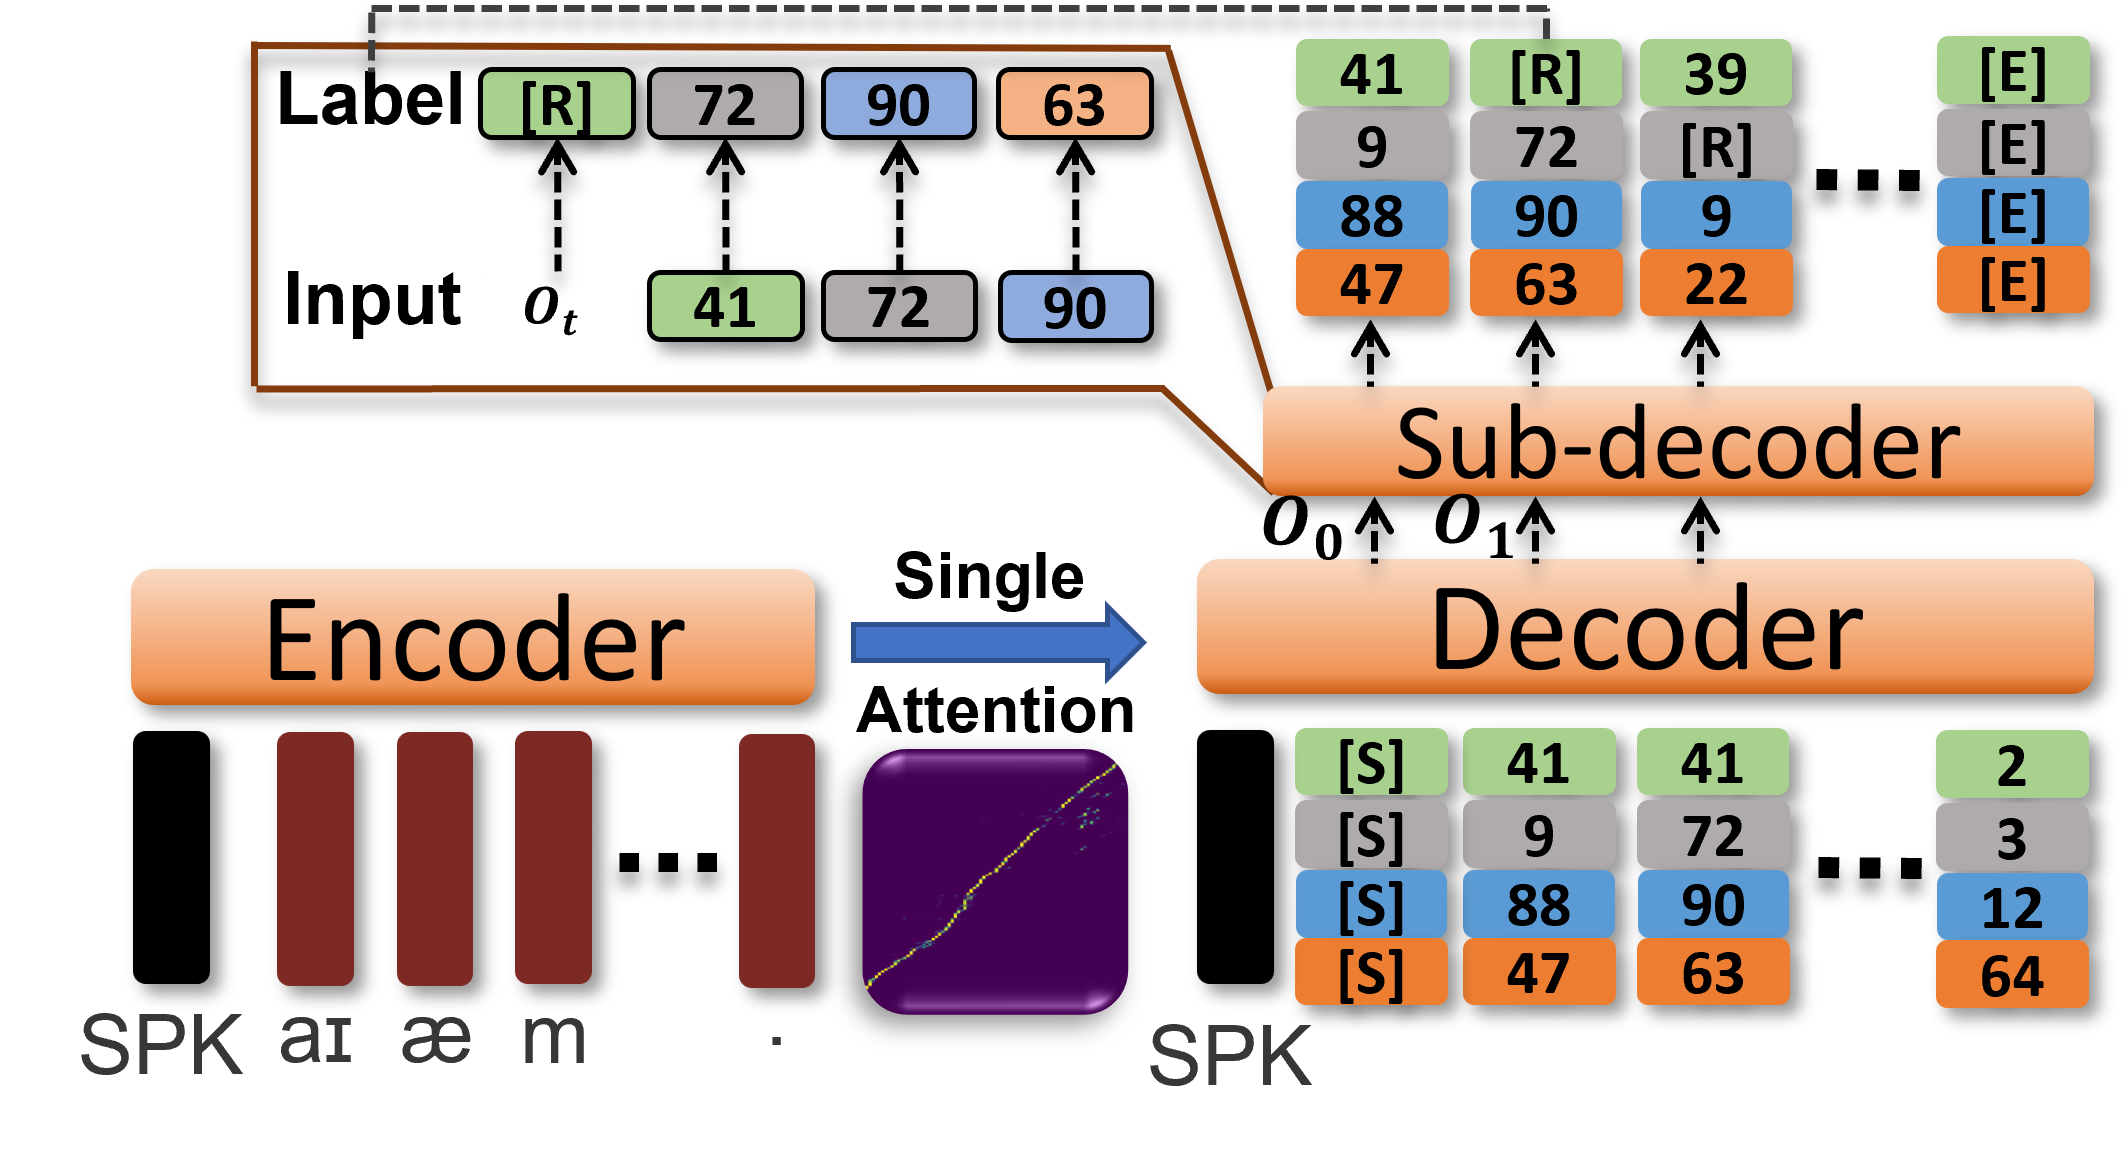 Label [R] 72 90 63
Input O_t 41 72 90
41 [R] 39 [E]
9 72 [R] [E]
88 90 9 [E]
47 63 22 [E]
Sub-decoder
O_0 O_1
Encoder
Single
Attention
Decoder
[S] 41 41 2
[S] 9 72 3
[S] 88 90 12
[S] 47 63 64
SPK aɪ æ m .
SPK